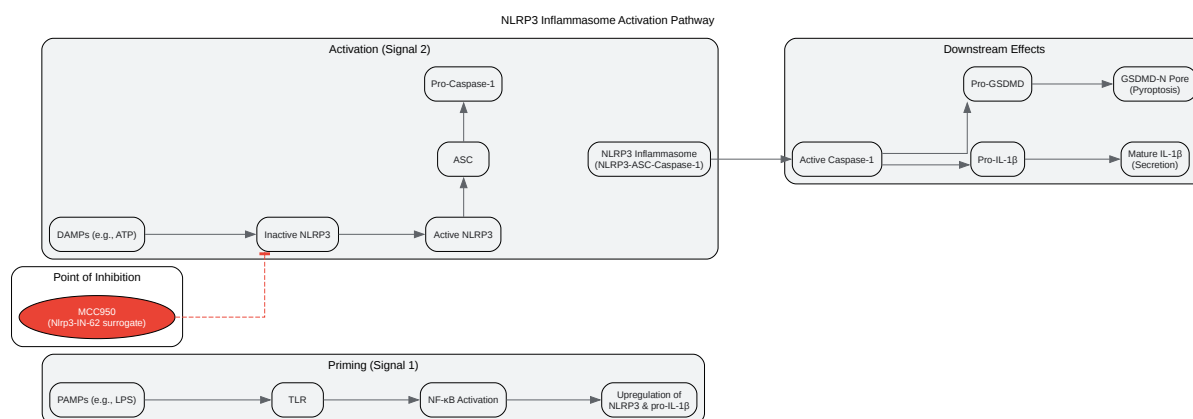 NLRP3 Inflammasome Activation Pathway
Activation (Signal 2)
Pro-Caspase-1
ASC
NLRP3 Inflammasome
(NLRP3-ASC-Caspase-1)
DAMPs (e.g., ATP)
Inactive NLRP3
Active NLRP3
Downstream Effects
Pro-GSDMD
GSDMD-N Pore
(Pyroptosis)
Active Caspase-1
Pro-IL-1β
Mature IL-1β
(Secretion)
Point of Inhibition
MCC950
(Nlrp3-IN-62 surrogate)
Priming (Signal 1)
PAMPs (e.g., LPS)
TLR
NF-κB Activation
Upregulation of
NLRP3 & pro-IL-1β